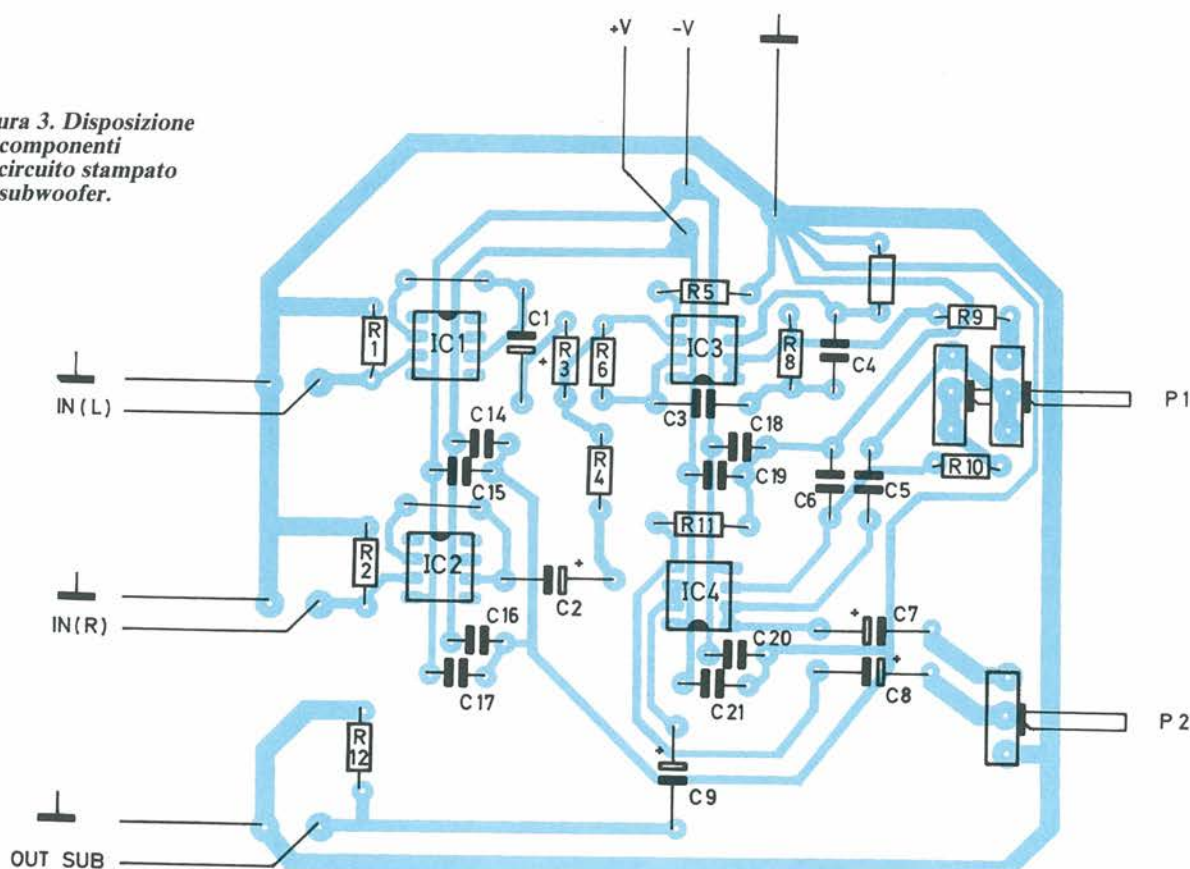 +V
-V
ura 3. Disposizione
componenti
circuito stampato
subwoofer.
R5
R9
R1
IC1
C1
+
R3
R6
IC3
R8
C4
IN(L)
P1
C3
C14
C18
R4
R10
C15
C19
C6
C5
R11
R2
IC2
IC4
C2
+
C7
+
IN(R)
C16
C20
C8
+
C17
C21
P2
R12
+
C9
OUT SUB